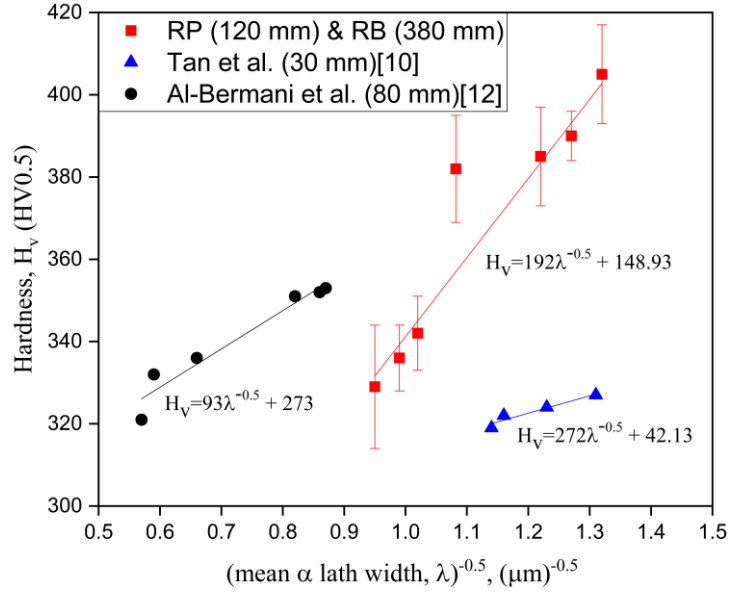 RP (120 mm) & RB (380 mm)
Tan et al. (30 mm)[10]
Al-Bermani et al. (80 mm)[12]
420
400
380
360
340
320
300
Hardness, Hᵥ (HV0.5)
Hᵥ=192λ⁻⁰·⁵ + 148.93
Hᵥ=93λ⁻⁰·⁵ + 273
Hᵥ=272λ⁻⁰·⁵ + 42.13
0.5 0.6 0.7 0.8 0.9 1.0 1.1 1.2 1.3 1.4 1.5
(mean α lath width, λ)⁻⁰·⁵, (μm)⁻⁰·⁵